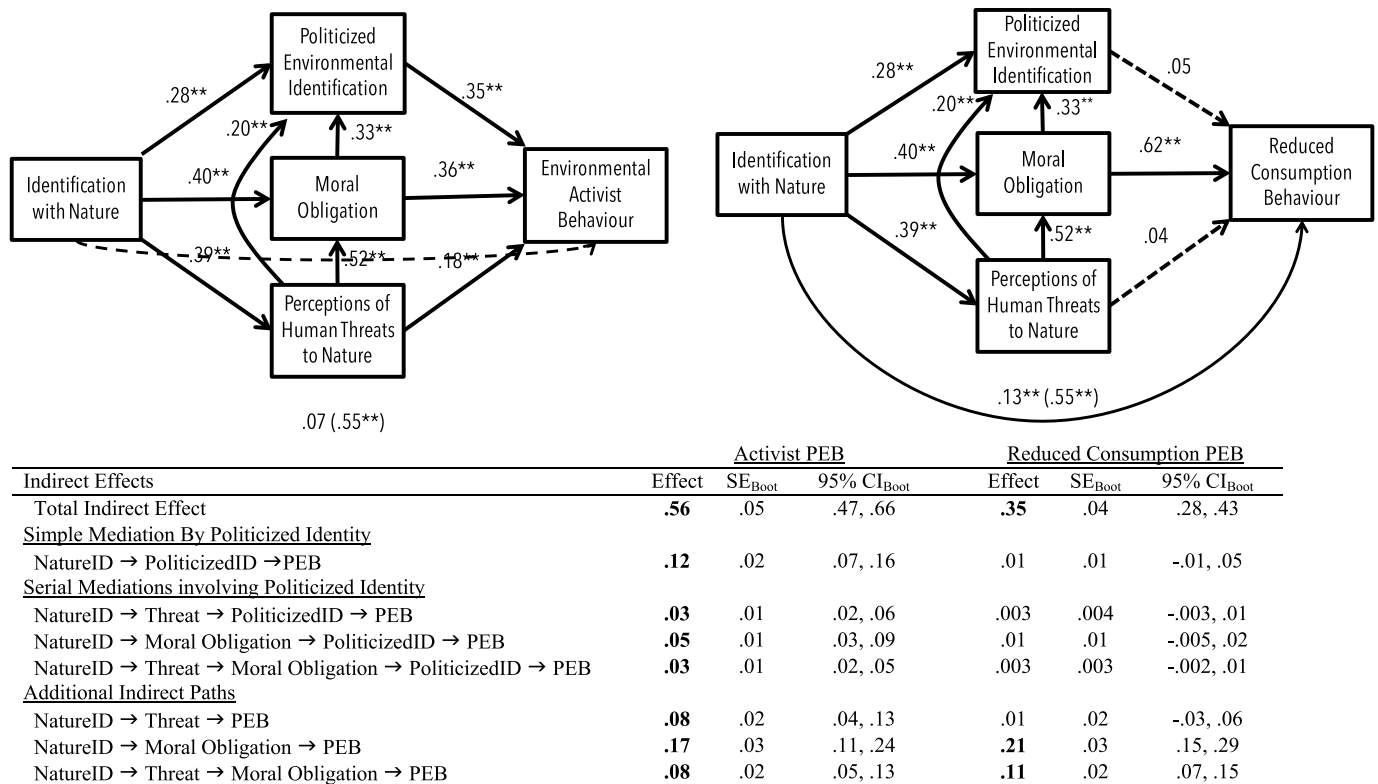 Politicized
Environmental
Identification
.28**
.35**
.20**
.33**
Identification
with Nature
.40**
Moral
Obligation
.36**
Environmental
Activist
Behaviour
.39**
.52**
.18**
Perceptions of
Human Threats
to Nature
.07 (.55**)
Politicized
Environmental
Identification
.28**
.05
.20**
.33**
Identification
with Nature
.40**
Moral
Obligation
.62**
Reduced
Consumption
Behaviour
.39**
.52**
.04
Perceptions of
Human Threats
to Nature
.13** (.55**)
Activist PEB Reduced Consumption PEB
Indirect Effects Effect SEBoot 95% CIBoot Effect SEBoot 95% CIBoot
Total Indirect Effect .56 .05 .47, .66 .35 .04 .28, .43
Simple Mediation By Politicized Identity
NatureID → PoliticizedID →PEB .12 .02 .07, .16 .01 .01 -.01, .05
Serial Mediations involving Politicized Identity
NatureID → Threat → PoliticizedID → PEB .03 .01 .02, .06 .003 .004 -.003, .01
NatureID → Moral Obligation → PoliticizedID → PEB .05 .01 .03, .09 .01 .01 -.005, .02
NatureID → Threat → Moral Obligation → PoliticizedID → PEB .03 .01 .02, .05 .003 .003 -.002, .01
Additional Indirect Paths
NatureID → Threat → PEB .08 .02 .04, .13 .01 .02 -.03, .06
NatureID → Moral Obligation → PEB .17 .03 .11, .24 .21 .03 .15, .29
NatureID → Threat → Moral Obligation → PEB .08 .02 .05, .13 .11 .02 .07, .15